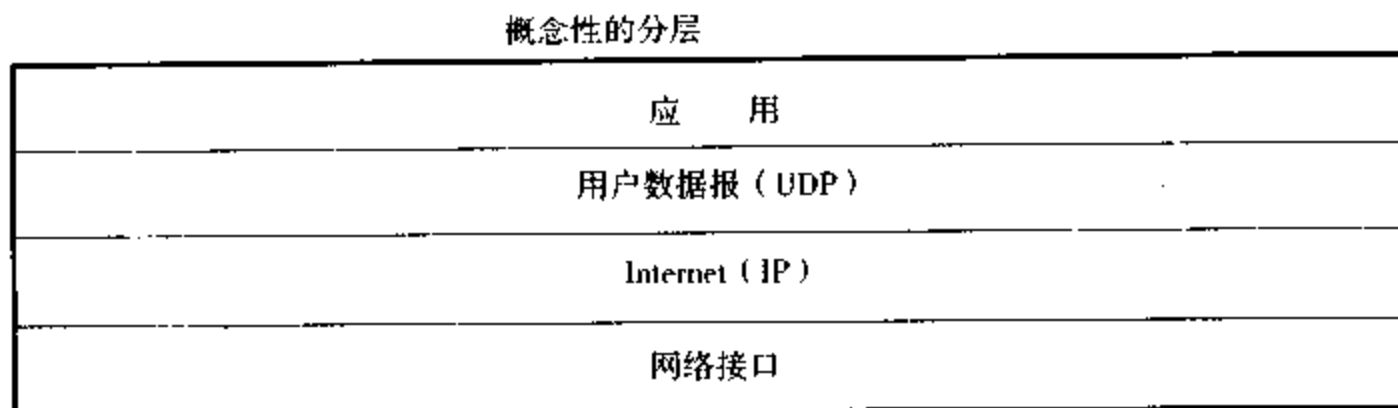 概念性的分层
应 用
用户数据报（UDP）
Internet（IP）
网络接口